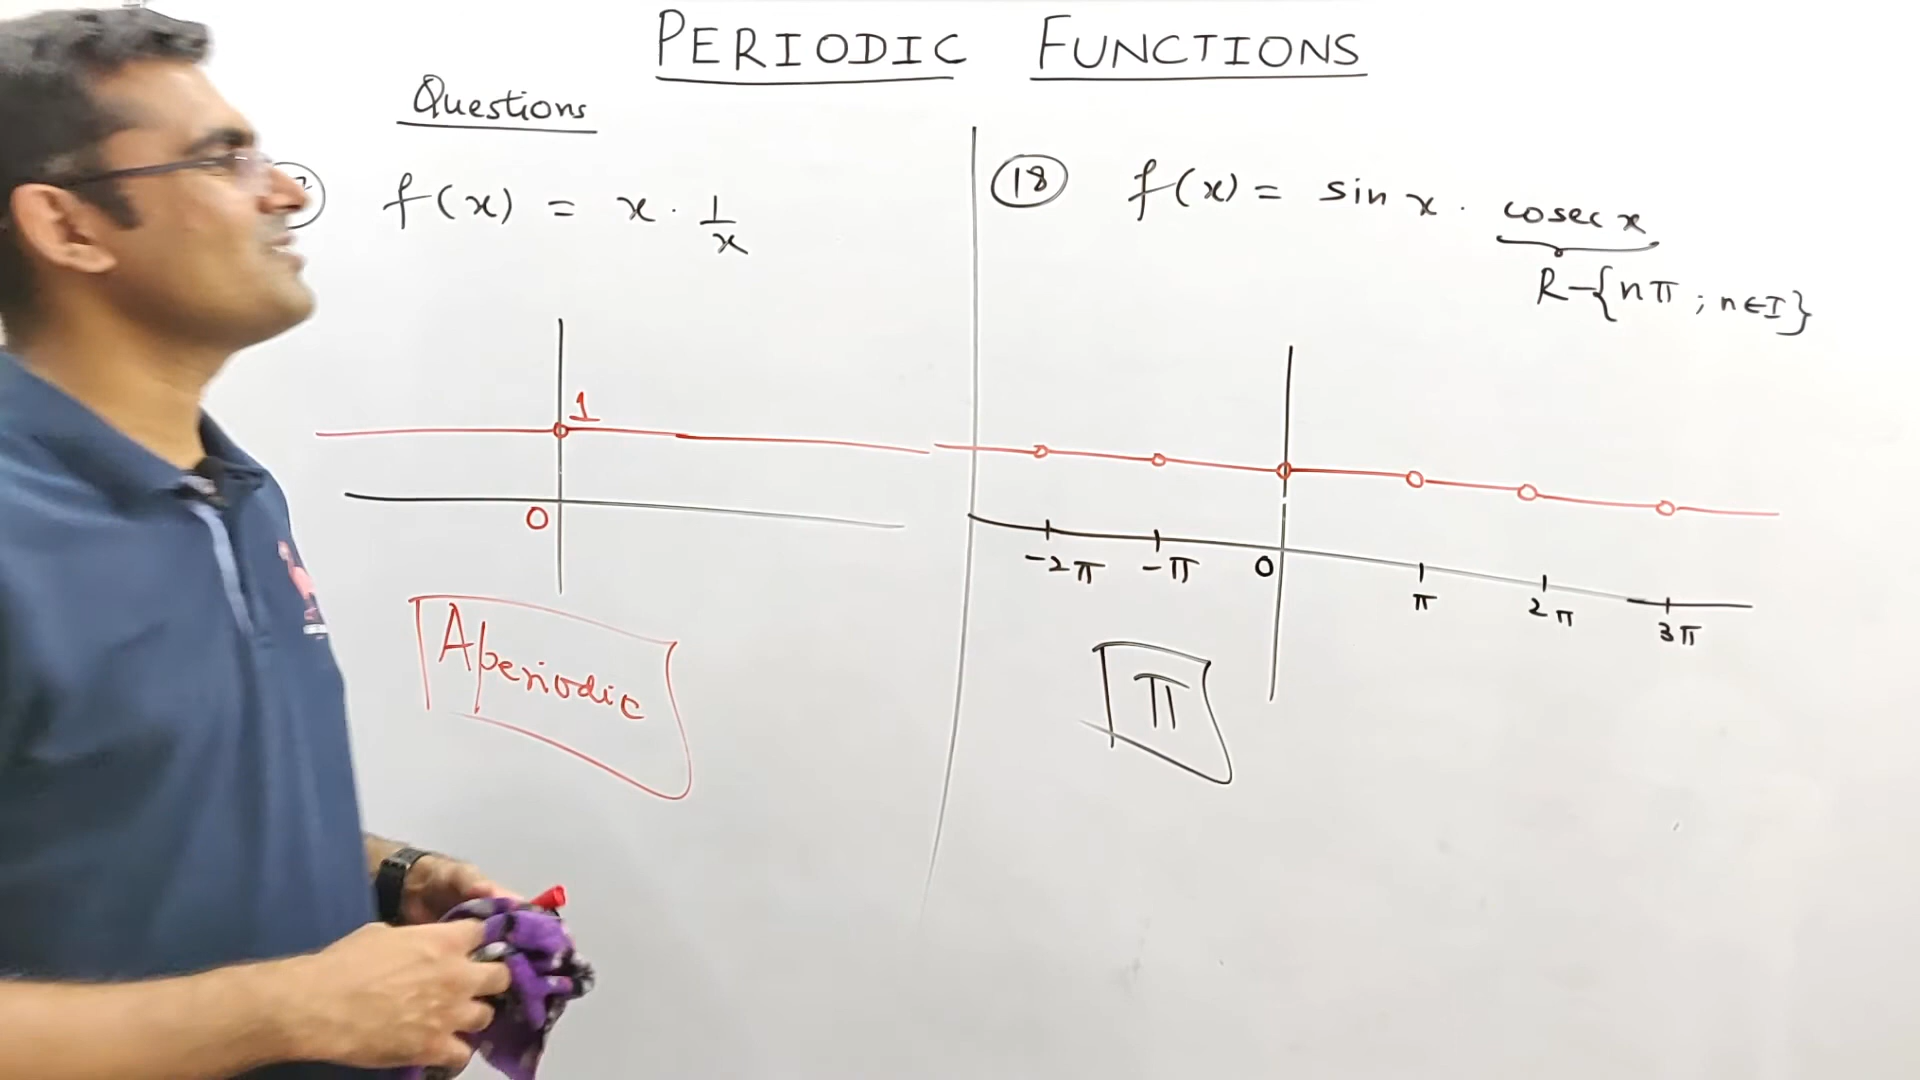 PERIODIC FUNCTIONS
Questions
f(x) = x · 1/x
1
0
Aperiodic
18 f(x) = sin x · cosec x
R-{nπ ; n∈I}
-2π -π 0 π 2π 3π
π